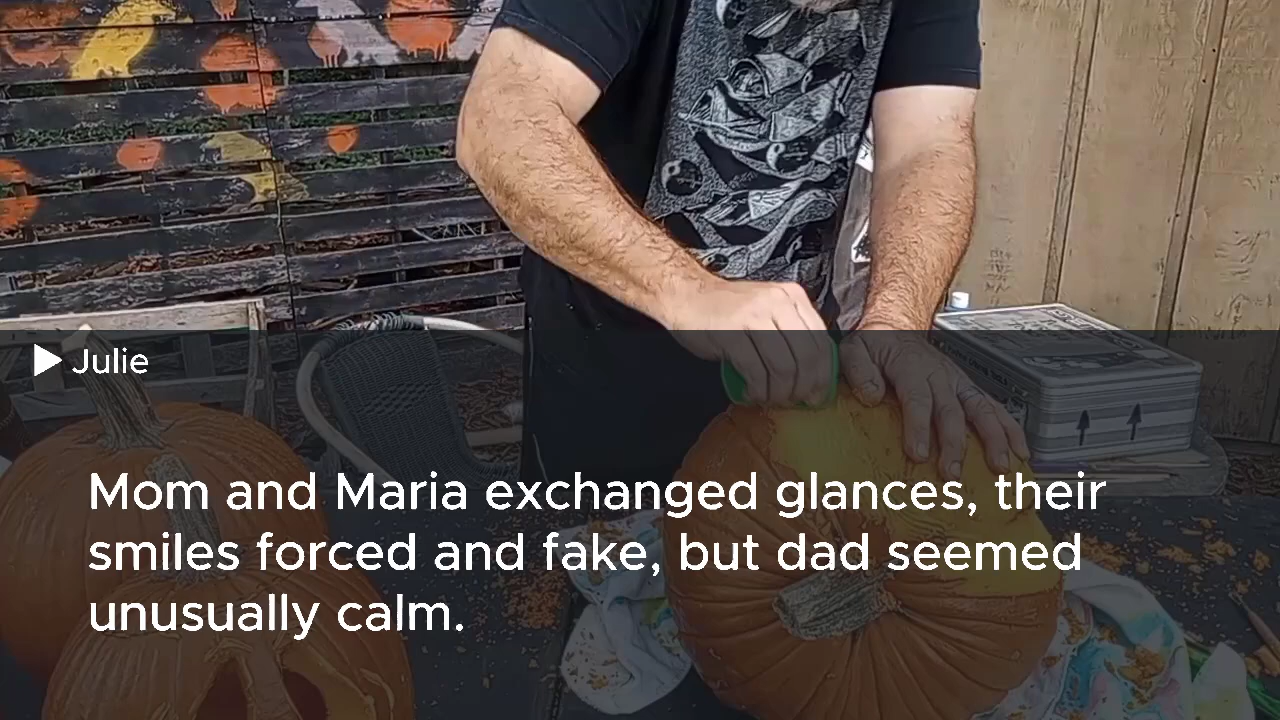 Julie
Mom and Maria exchanged glances, their
smiles forced and fake, but dad seemed
unusually calm.